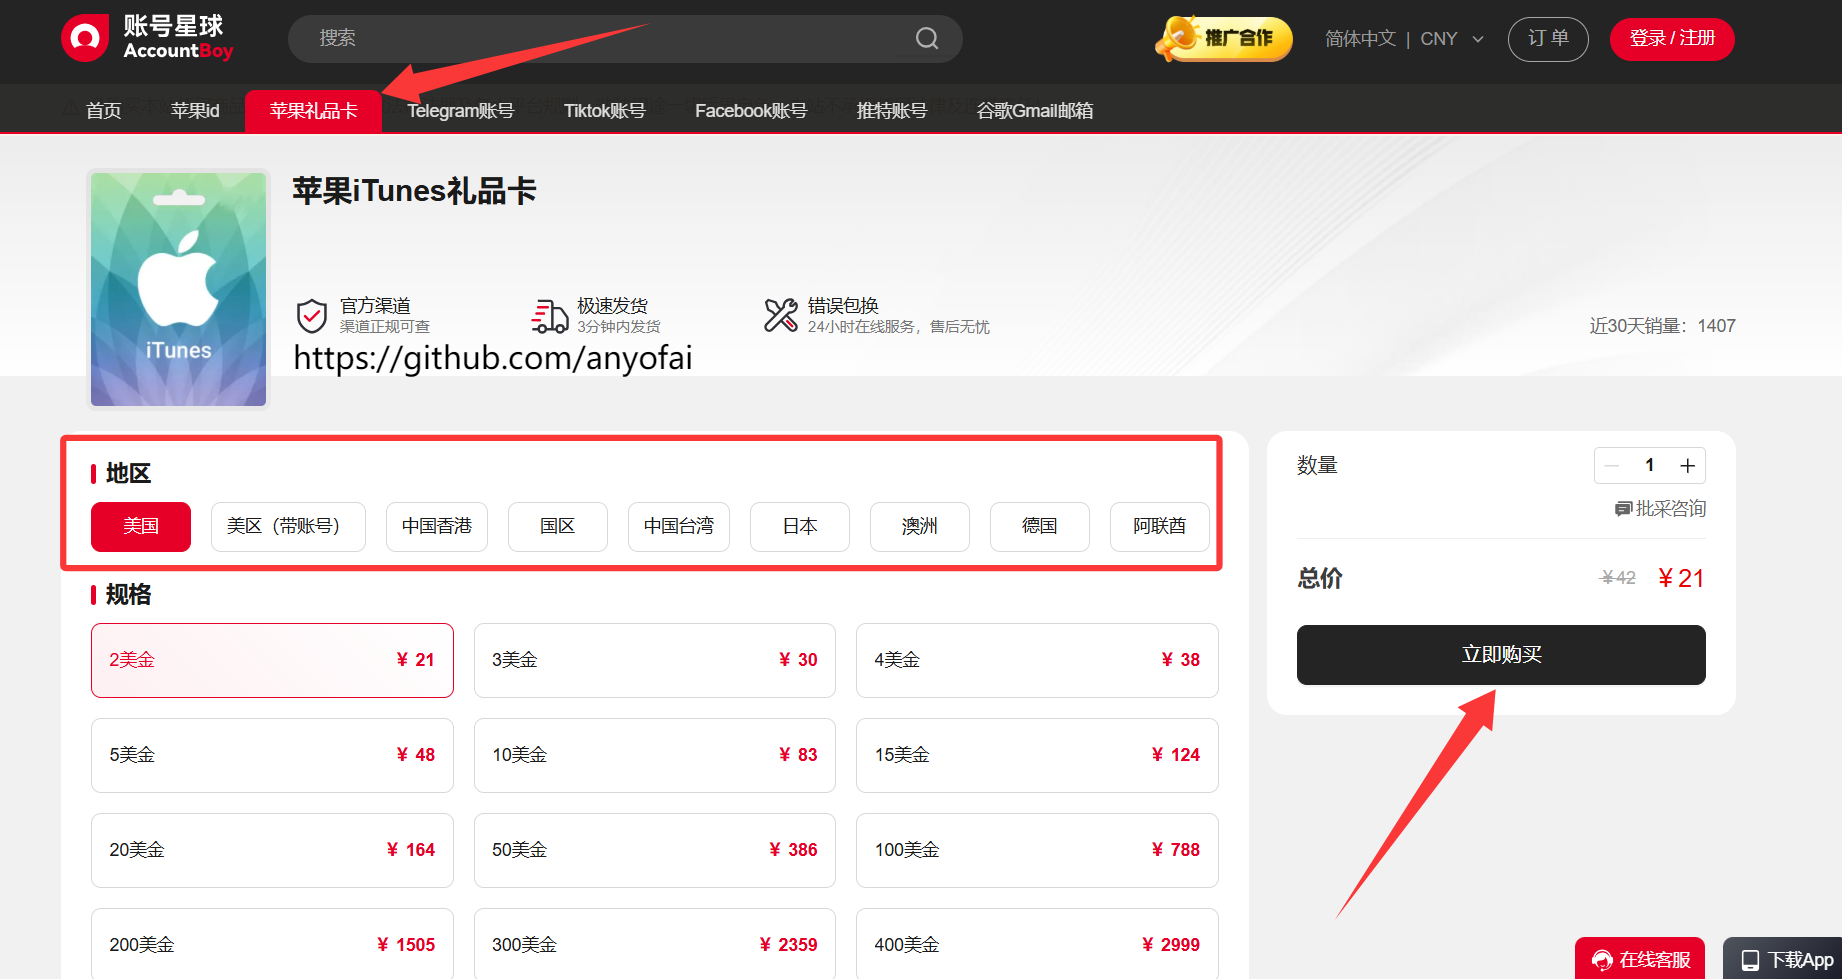 账号星球
AccountBoy
搜索
推广合作
简体中文 | CNY
订 单
登录 / 注册
首页
苹果id
苹果礼品卡
Telegram账号
Tiktok账号
Facebook账号
推特账号
谷歌Gmail邮箱
苹果iTunes礼品卡
iTunes
官方渠道
渠道正规可查
极速发货
3分钟内发货
错误包换
24小时在线服务，售后无忧
近30天销量：1407
https://github.com/anyofai
地区
美国
美区（带账号）
中国香港
国区
中国台湾
日本
澳洲
德国
阿联酋
规格
2美金 ¥ 21
3美金 ¥ 30
4美金 ¥ 38
5美金 ¥ 48
10美金 ¥ 83
15美金 ¥ 124
20美金 ¥ 164
50美金 ¥ 386
100美金 ¥ 788
200美金 ¥ 1505
300美金 ¥ 2359
400美金 ¥ 2999
数量
1
批采咨询
总价 ¥42 ¥21
立即购买
在线客服
下载App